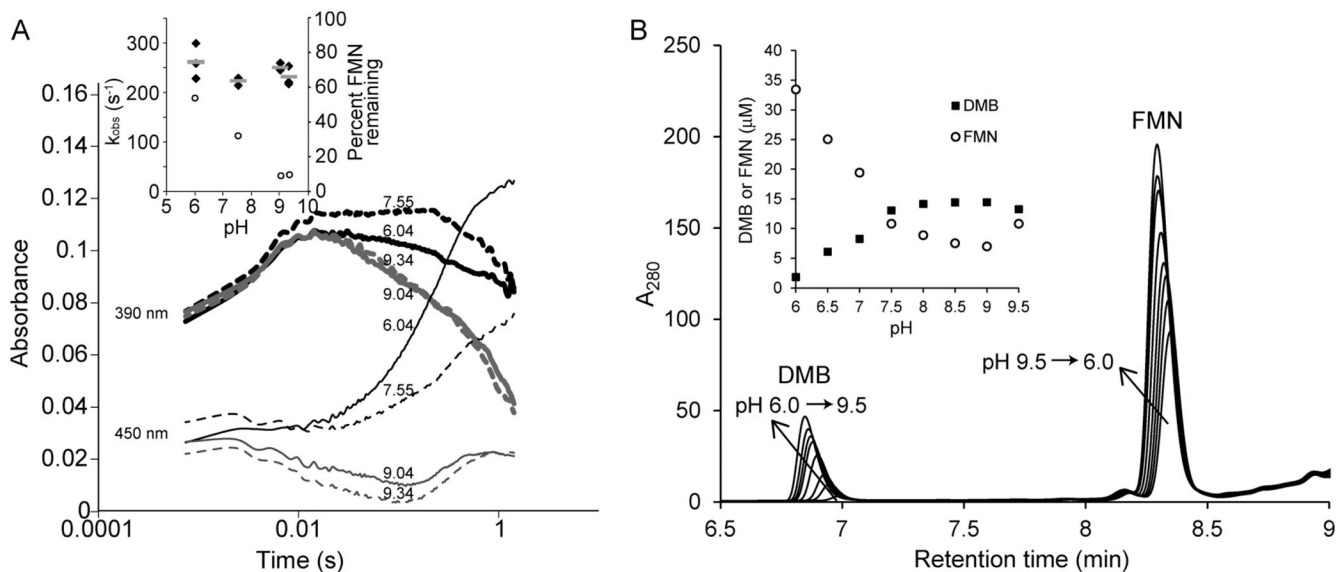 A
k_obs (s⁻¹)
350
300
250
200
150
100
50
0
5 6 7 8 9 10
pH
100
80
60
40
20
0
Percent FMN
remaining
0.16
0.14
0.12
0.1
0.08
0.06
0.04
0.02
0
Absorbance
390 nm
450 nm
7.55
6.04
9.34
9.04
6.04
7.55
9.04
9.34
0.0001 0.01 1
Time (s)
B
250
200
150
100
50
0
A₂₈₀
40
35
30
25
20
15
10
5
0
DMB or FMN (μM)
DMB
FMN
6 6.5 7 7.5 8 8.5 9 9.5
pH
FMN
pH 9.5→6.0
DMB
pH 6.0→9.5
6.5 7 7.5 8 8.5 9
Retention time (min)